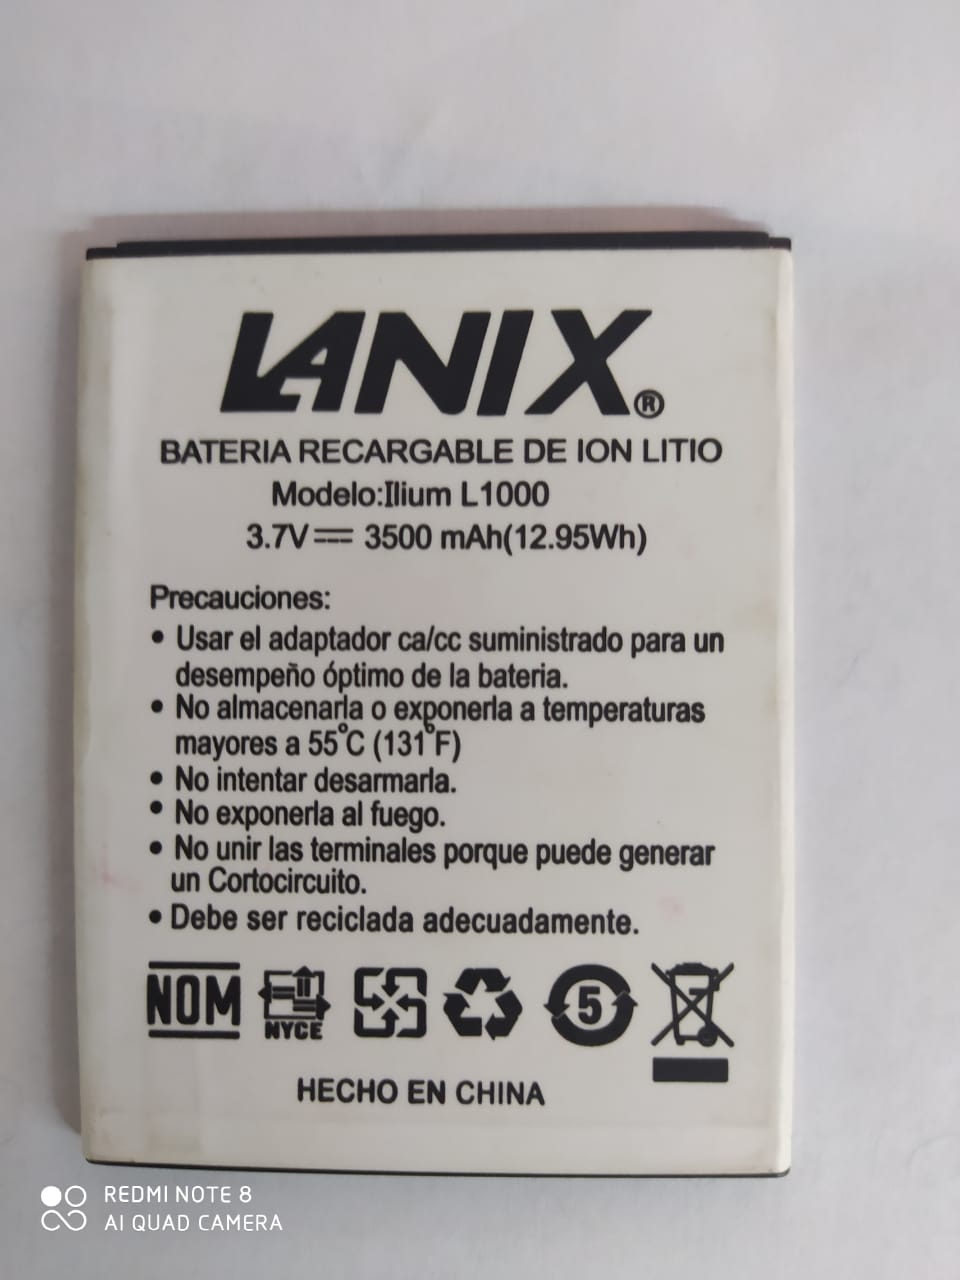 LANIX®
BATERIA RECARGABLE DE ION LITIO
Modelo:Ilium L1000
3.7V⎓ 3500 mAh(12.95Wh)
Precauciones:
• Usar el adaptador ca/cc suministrado para un
desempeño óptimo de la bateria.
• No almacenarla o exponerla a temperaturas
mayores a 55°C (131°F)
• No intentar desarmarla.
• No exponerla al fuego.
• No unir las terminales porque puede generar
un Cortocircuito.
• Debe ser reciclada adecuadamente.
NOM NYCE 5
HECHO EN CHINA
REDMI NOTE 8
AI QUAD CAMERA